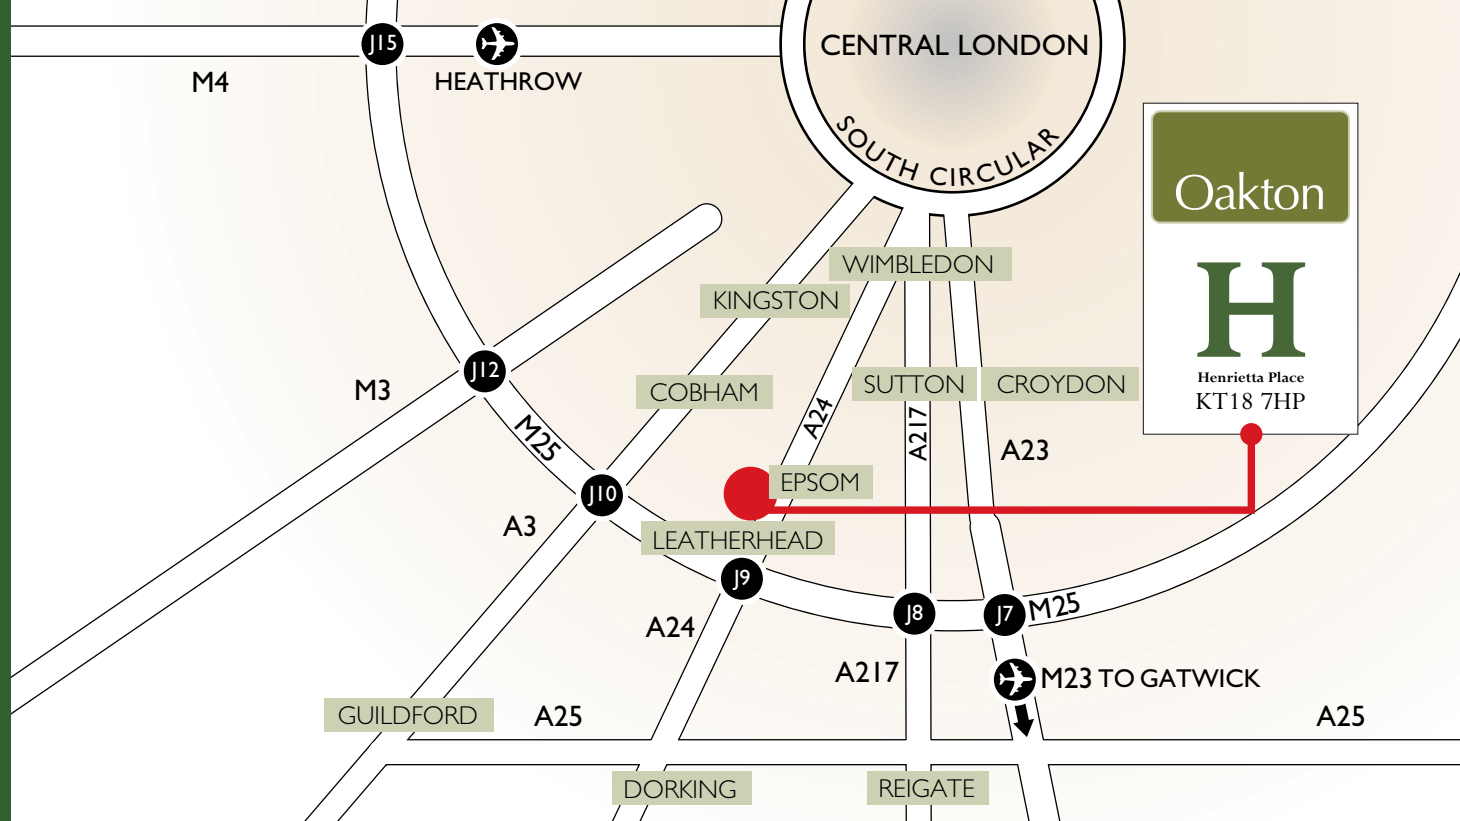 CENTRAL LONDON
J15
M4
HEATHROW
SOUTH CIRCULAR
Oakton
H
Henrietta Place
KT18 7HP
WIMBLEDON
KINGSTON
J12
M3
COBHAM
SUTTON
CROYDON
A24
A217
M25
A23
EPSOM
J10
A3
LEATHERHEAD
J9
J8
J7
M25
A24
A217
M23 TO GATWICK
GUILDFORD
A25
A25
DORKING
REIGATE